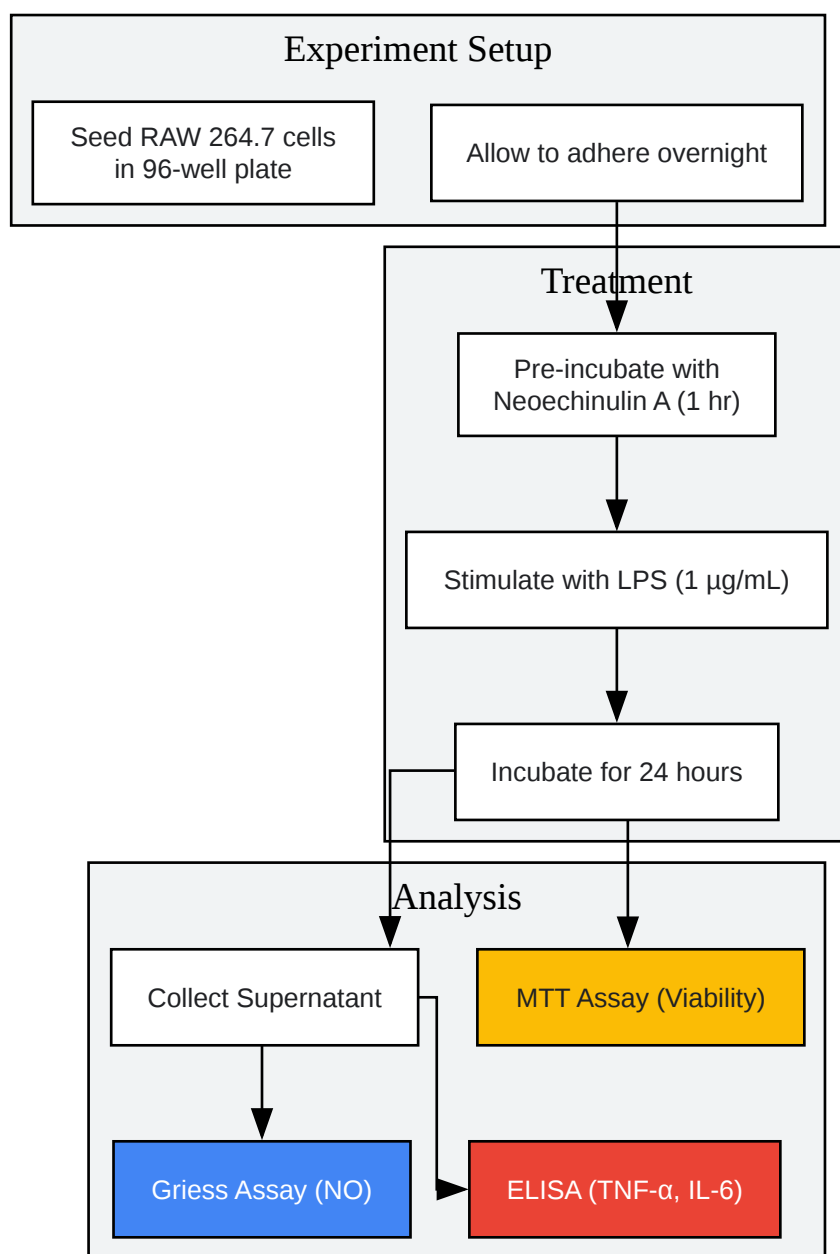 Experiment Setup
Seed RAW 264.7 cells
in 96-well plate
Allow to adhere overnight
Treatment
Pre-incubate with
Neoechinulin A (1 hr)
Stimulate with LPS (1 µg/mL)
Incubate for 24 hours
Analysis
Collect Supernatant
MTT Assay (Viability)
Griess Assay (NO)
ELISA (TNF-α, IL-6)